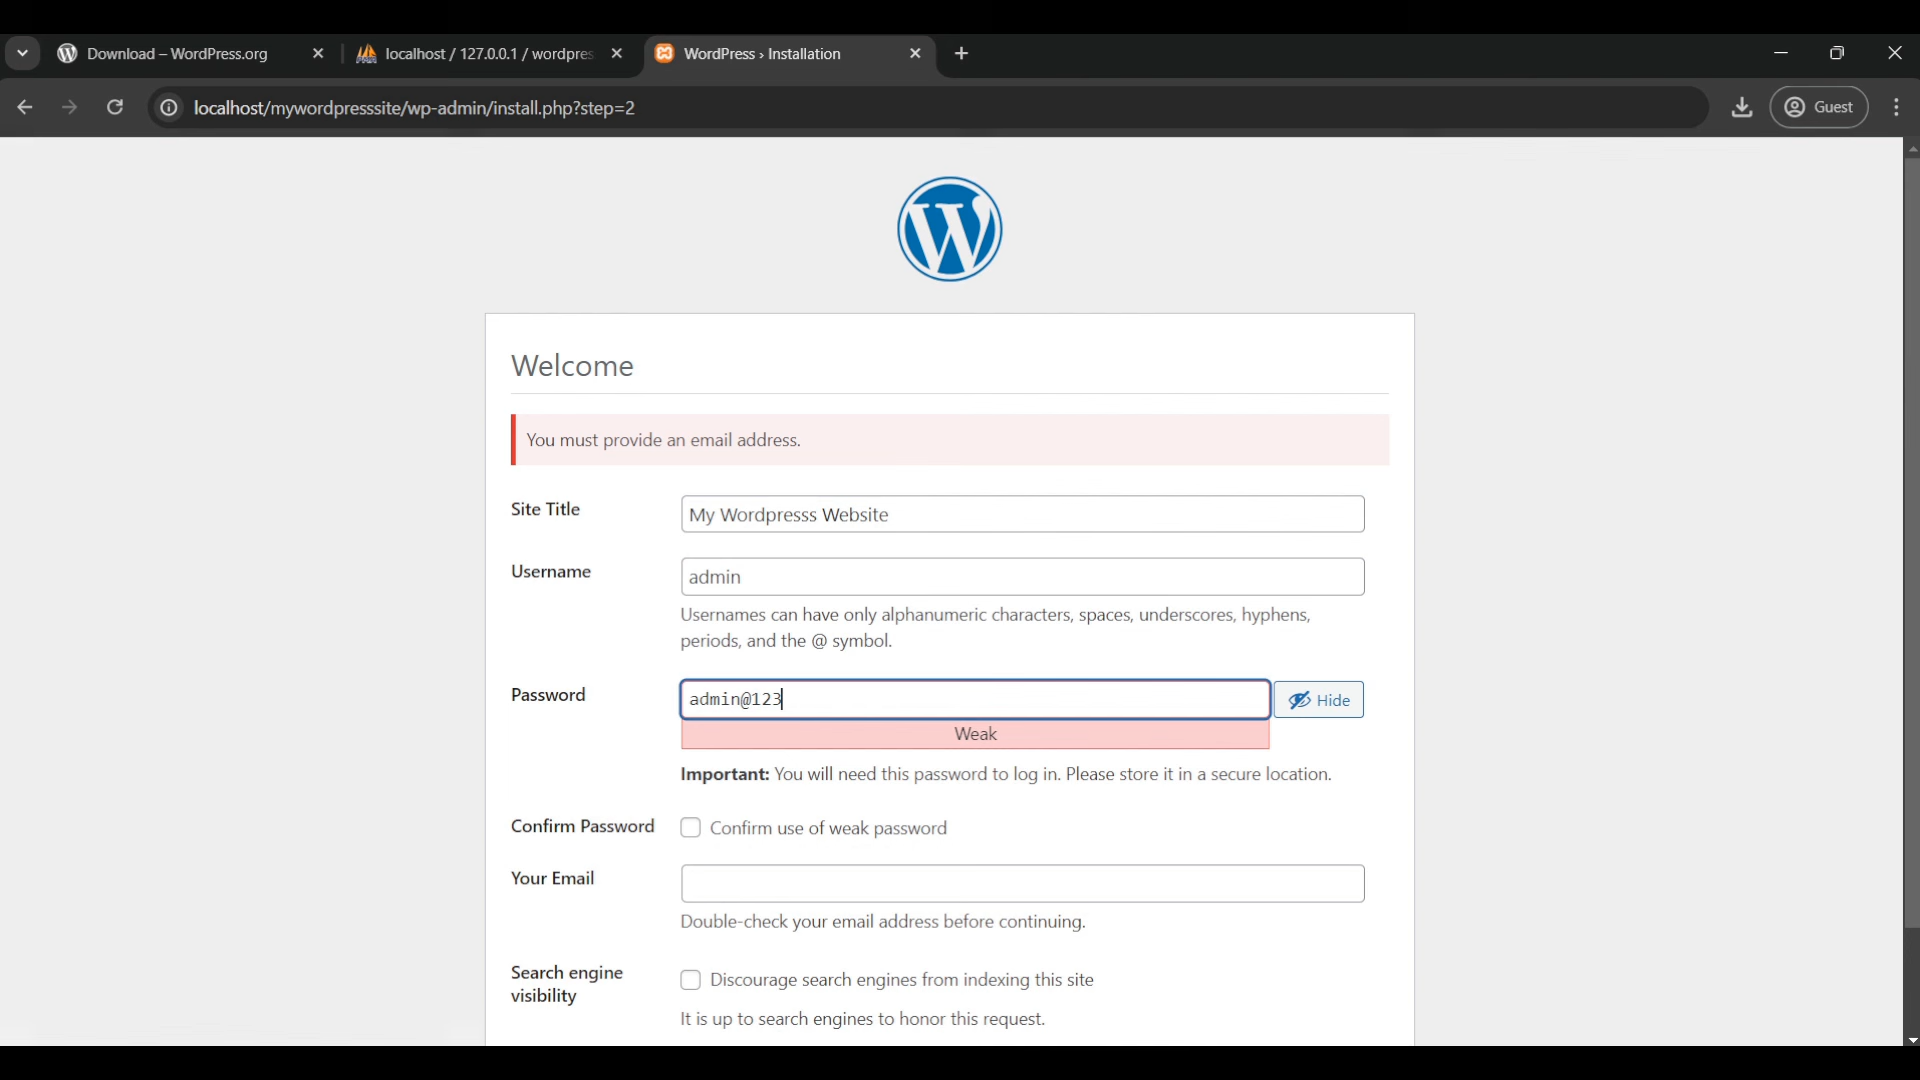 Download – WordPress.org
localhost / 127.0.0.1 / wordpres
WordPress › Installation
localhost/mywordpresssite/wp-admin/install.php?step=2
Guest
Welcome
You must provide an email address.
Site Title
My Wordpresss Website
Username
admin
Usernames can have only alphanumeric characters, spaces, underscores, hyphens,
periods, and the @ symbol.
Password
admin@123
Hide
Weak
Important: You will need this password to log in. Please store it in a secure location.
Confirm Password
Confirm use of weak password
Your Email
Double-check your email address before continuing.
Search engine
visibility
Discourage search engines from indexing this site
It is up to search engines to honor this request.